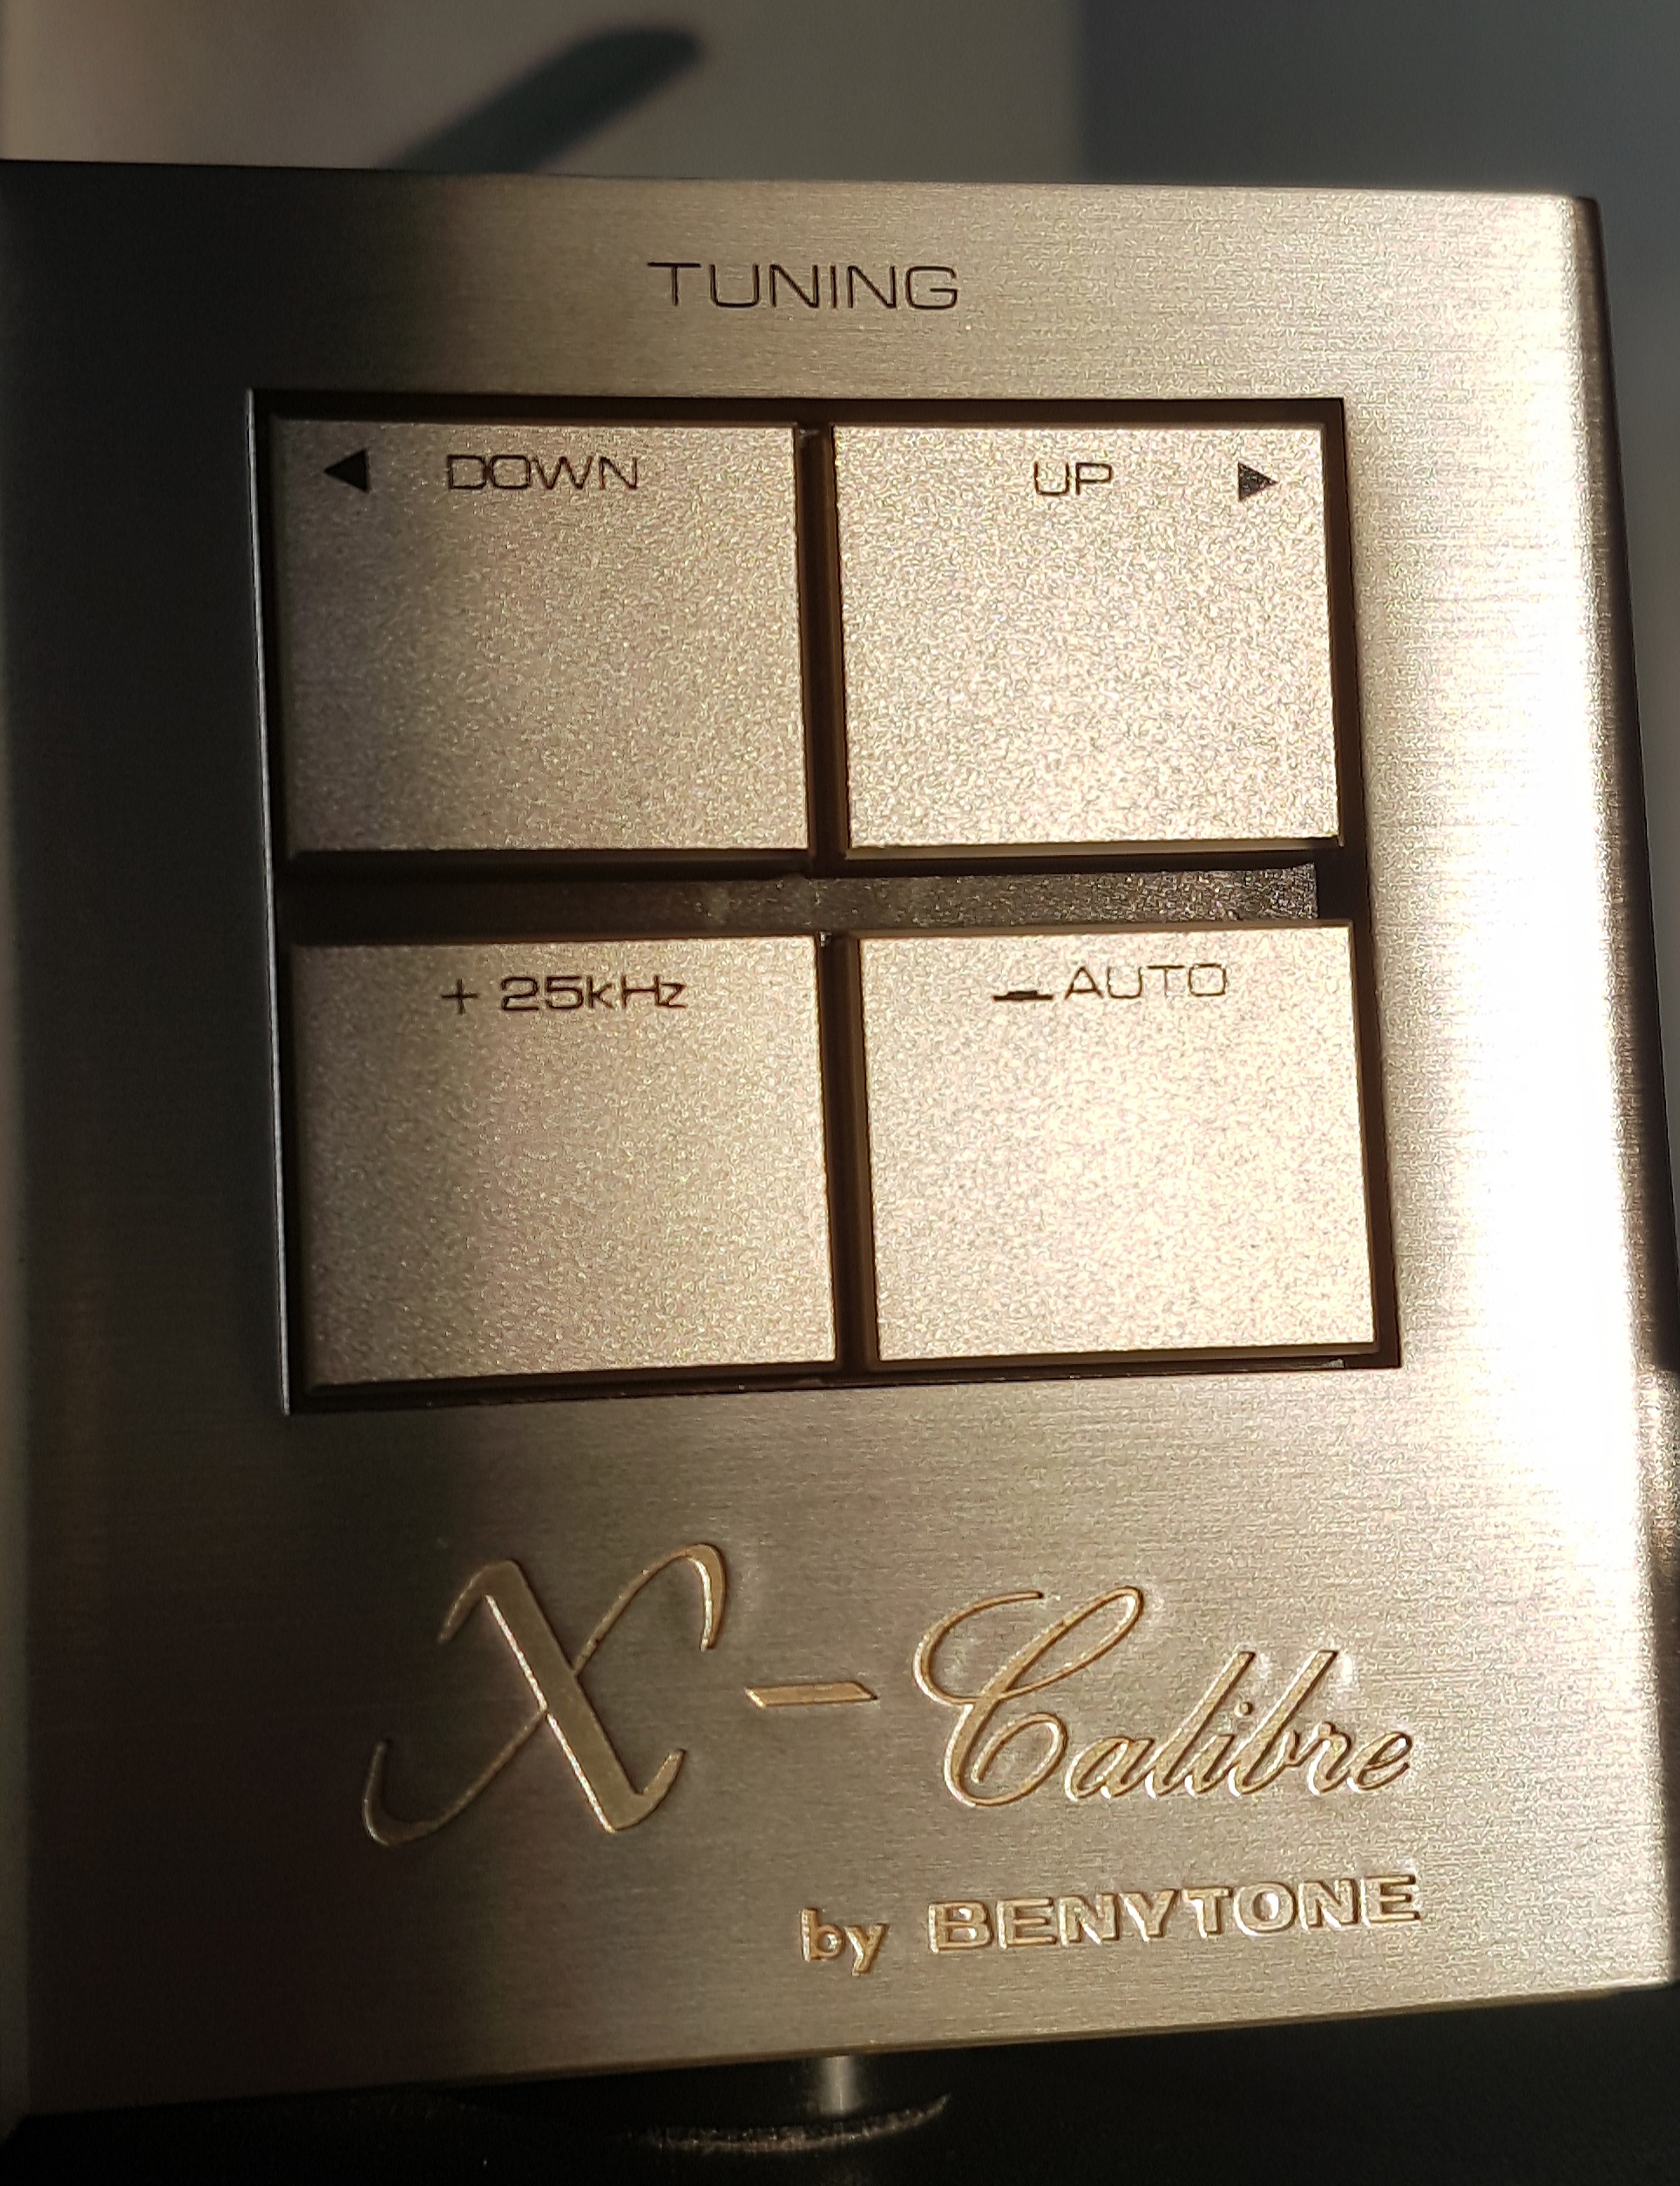 TUNING
◀ DOWN
UP ▶
+ 25kHz
AUTO
X-Calibre
by BENYTONE